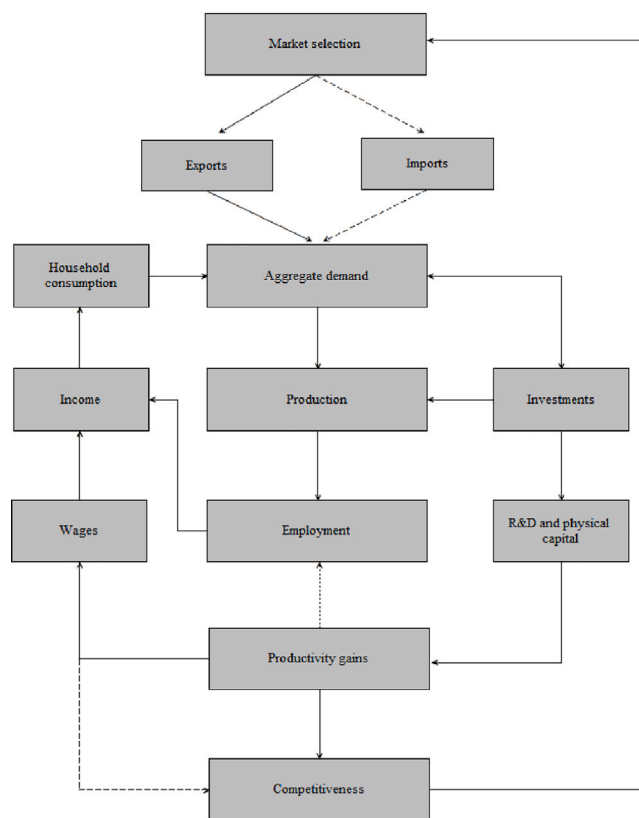 Market selection
Exports
Imports
Household
consumption
Aggregate demand
Income
Production
Investments
Wages
Employment
R&D and physical
capital
Productivity gains
Competitiveness